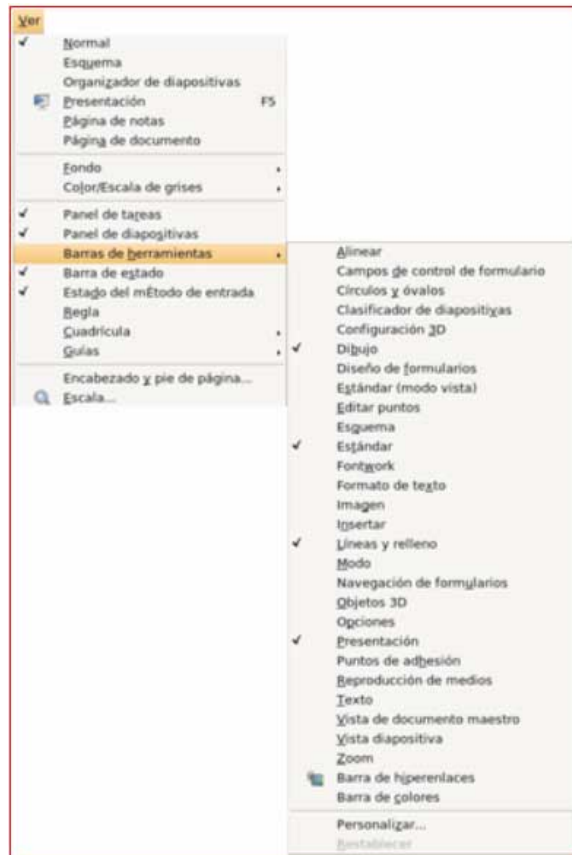 Ver
Normal
Esquema
Organizador de diapositivas
Presentación F5
Página de notas
Página de documento
Fondo
Color/Escala de grises
Panel de tareas
Panel de diapositivas
Barras de herramientas
Barra de estado
Estado del mÉtodo de entrada
Regla
Cuadrícula
Guías
Encabezado y pie de página...
Escala...
Alinear
Campos de control de formulario
Círculos y óvalos
Clasificador de diapositivas
Configuración 3D
Dibujo
Diseño de formularios
Estándar (modo vista)
Editar puntos
Esquema
Estándar
Fontwork
Formato de texto
Imagen
Insertar
Líneas y relleno
Modo
Navegación de formularios
Objetos 3D
Opciones
Presentación
Puntos de adhesión
Reproducción de medios
Texto
Vista de documento maestro
Vista diapositiva
Zoom
Barra de hiperenlaces
Barra de colores
Personalizar...
Restablecer